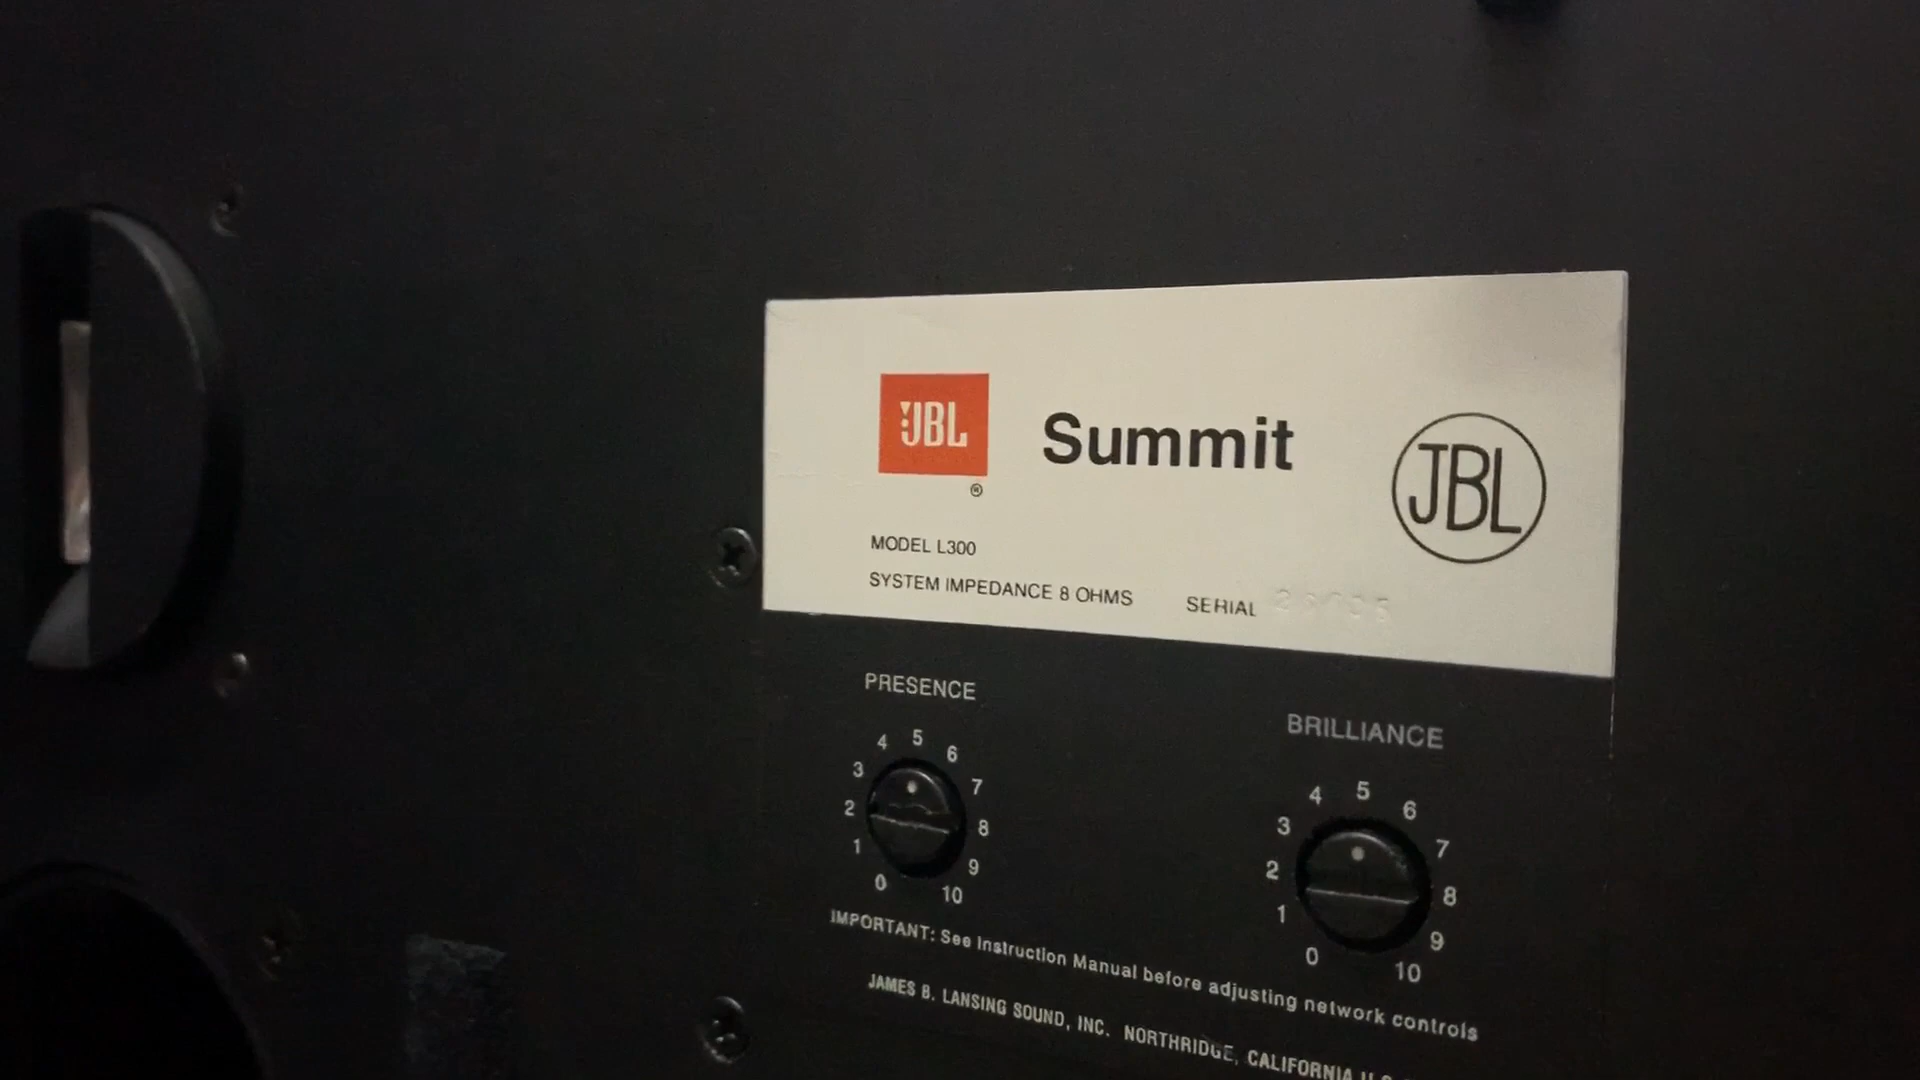 JBL
®
Summit
JBL
MODEL L300
SYSTEM IMPEDANCE 8 OHMS SERIAL
PRESENCE
0 1 2 3 4 5 6 7 8 9 10
BRILLIANCE
0 1 2 3 4 5 6 7 8 9 10
IMPORTANT: See Instruction Manual before adjusting network controls
JAMES B. LANSING SOUND, INC. NORTHRIDGE, CALIFORNIA